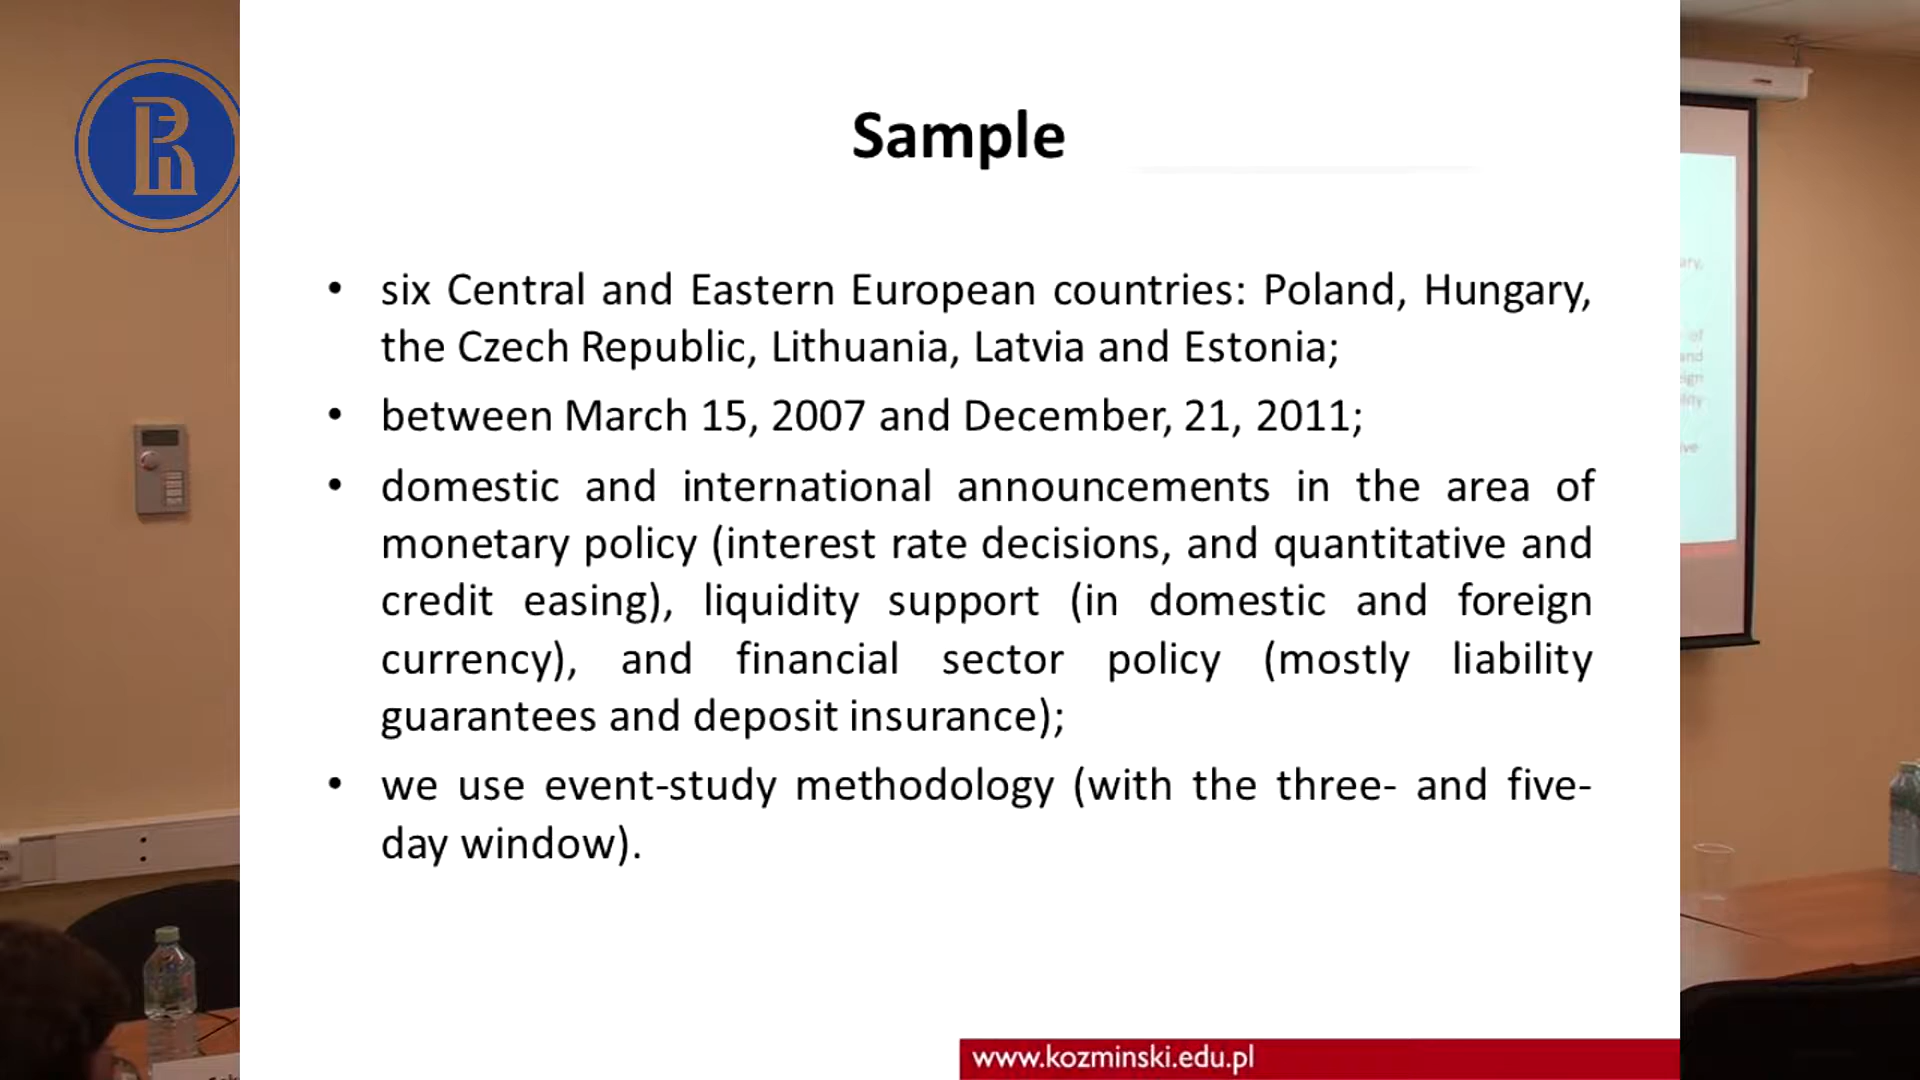 Sample
• six Central and Eastern European countries: Poland, Hungary,
the Czech Republic, Lithuania, Latvia and Estonia;
• between March 15, 2007 and December, 21, 2011;
• domestic and international announcements in the area of
monetary policy (interest rate decisions, and quantitative and
credit easing), liquidity support (in domestic and foreign
currency), and financial sector policy (mostly liability
guarantees and deposit insurance);
• we use event-study methodology (with the three- and five-
day window).
www.kozminski.edu.pl